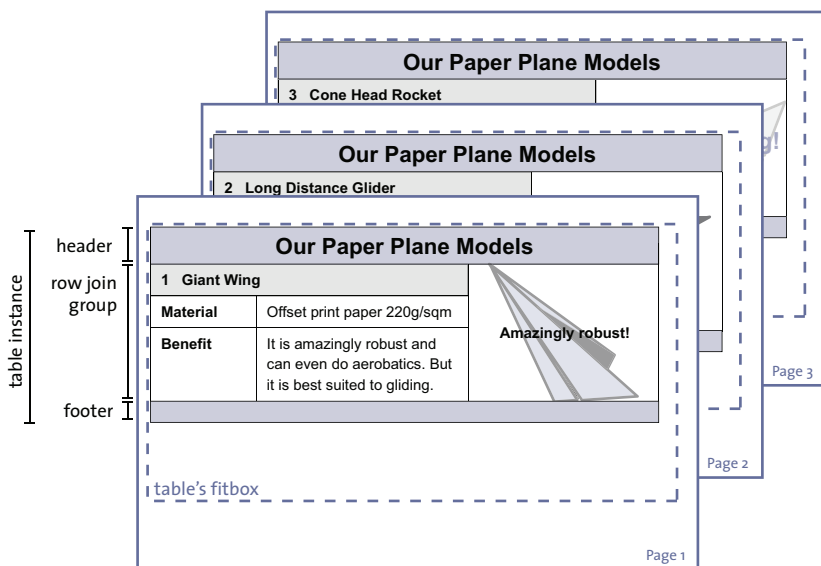 Our Paper Plane Models
3 Cone Head Rocket
g!
Our Paper Plane Models
2 Long Distance Glider
header
Our Paper Plane Models
row join
group
1 Giant Wing
Material Offset print paper 220g/sqm
Amazingly robust!
Benefit It is amazingly robust and
can even do aerobatics. But
it is best suited to gliding.
table instance
footer
Page 3
Page 2
table's fitbox
Page 1